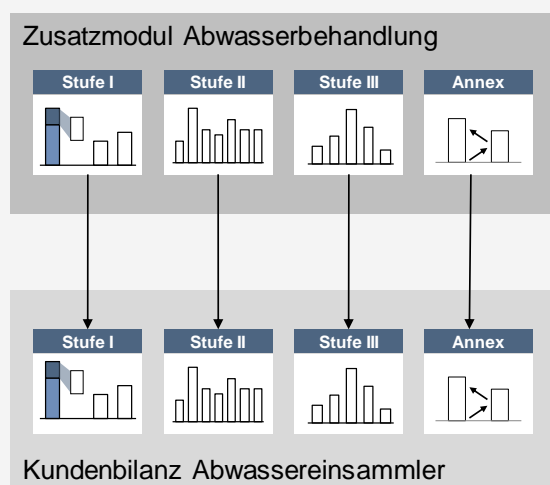 Zusatzmodul Abwasserbehandlung
Stufe I Stufe II Stufe III Annex
Stufe I Stufe II Stufe III Annex
Kundenbilanz Abwassereinsammler